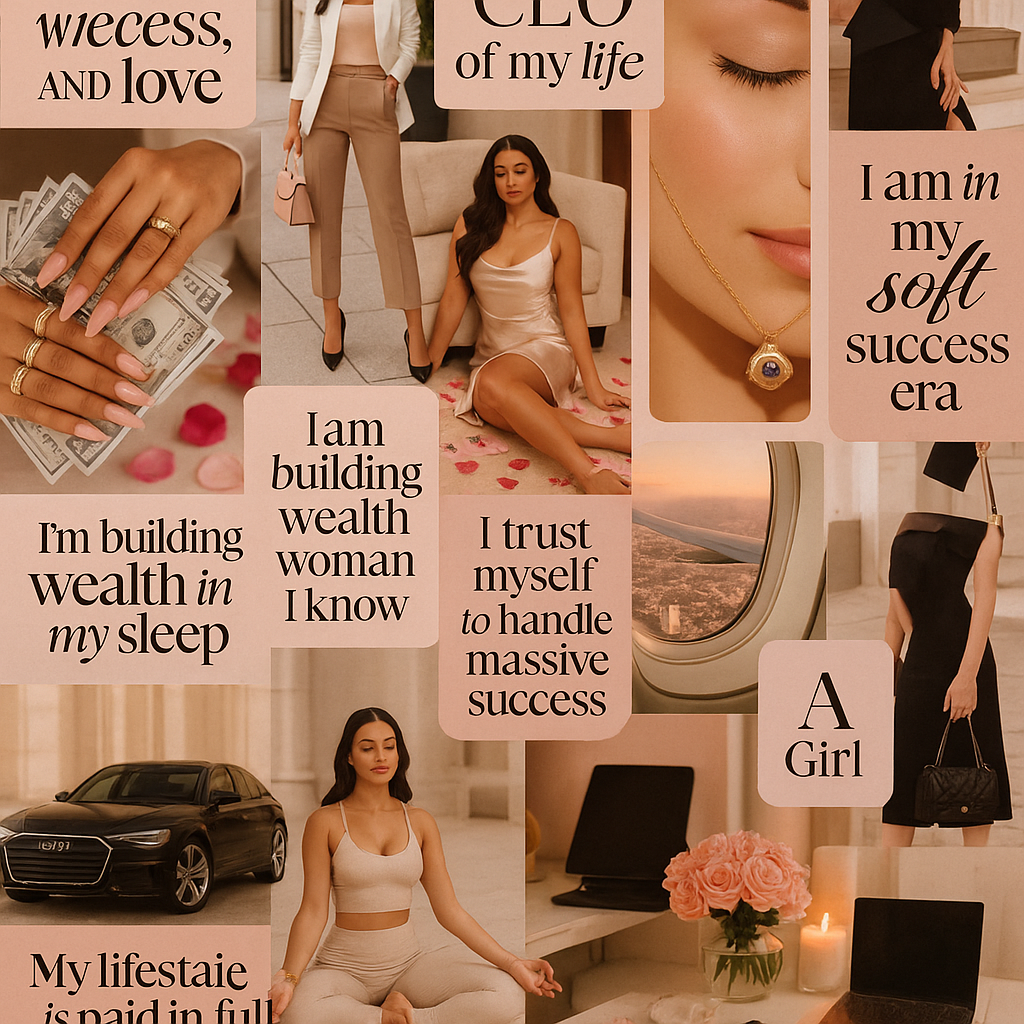 wıecess,
AND love
CEO
of my life
I am in
my
soft
success
era
I am
building
wealth
woman
I know
I'm building
wealth in
my sleep
I trust
myself
to handle
massive
success
A
Girl
My lifestaie
is paid in full